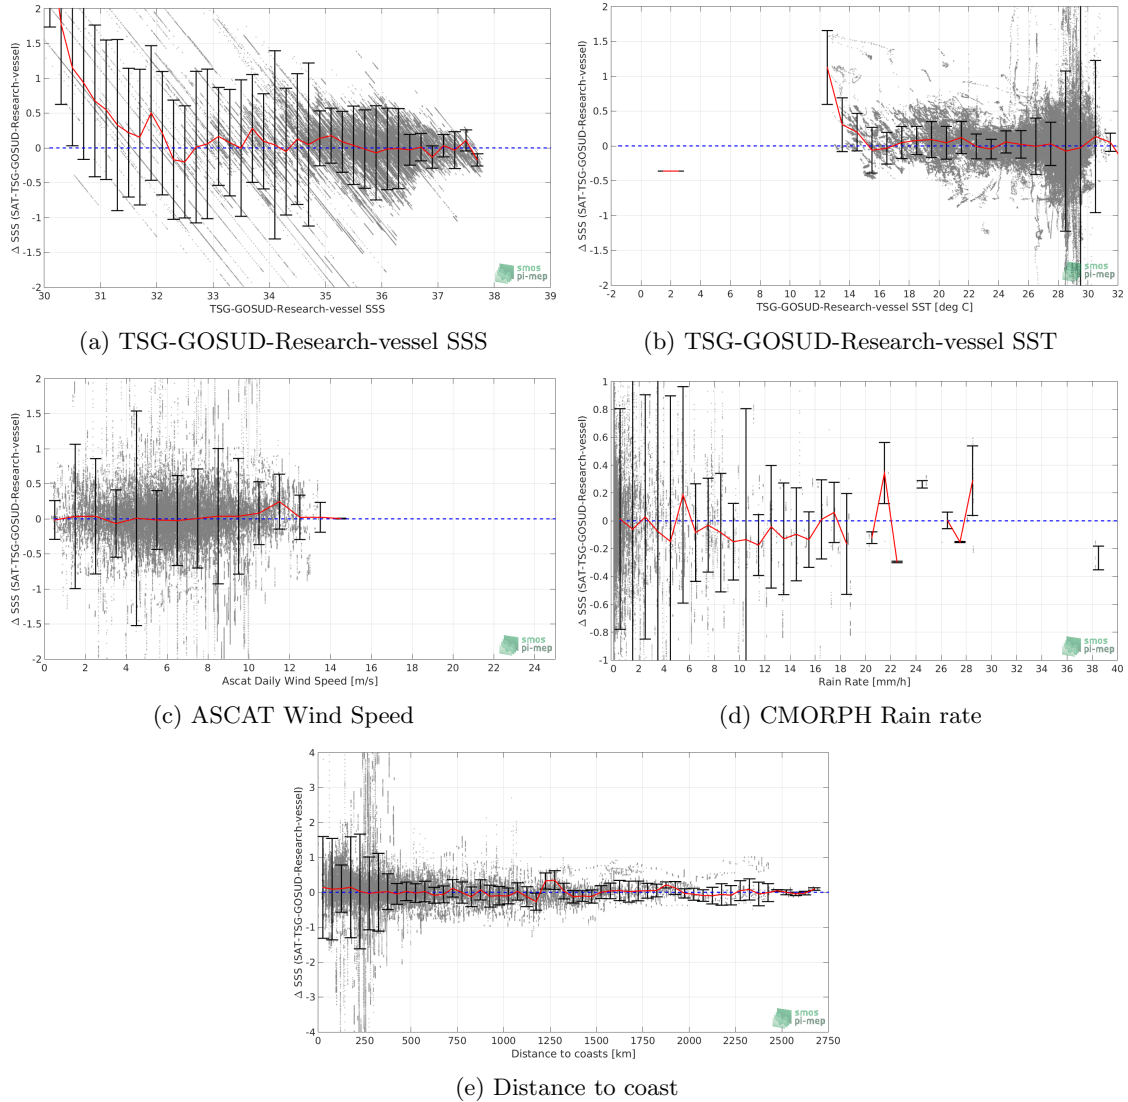 2
1.5
1
0.5
0
-0.5
-1
-1.5
-2
Δ SSS (SAT-TSG-GOSUD-Research-vessel)
30 31 32 33 34 35 36 37 38 39
TSG-GOSUD-Research-vessel SSS
smos
pi-mep
(a) TSG-GOSUD-Research-vessel SSS
2
1.5
1
0.5
0
-0.5
-1
-1.5
-2
Δ SSS (SAT-TSG-GOSUD-Research-vessel)
-2 0 2 4 6 8 10 12 14 16 18 20 22 24 26 28 30 32
TSG-GOSUD-Research-vessel SST [deg C]
smos
pi-mep
(b) TSG-GOSUD-Research-vessel SST
2
1.5
1
0.5
0
-0.5
-1
-1.5
-2
Δ SSS (SAT-TSG-GOSUD-Research-vessel)
0 2 4 6 8 10 12 14 16 18 20 22 24
Ascat Daily Wind Speed [m/s]
smos
pi-mep
(c) ASCAT Wind Speed
1
0.8
0.6
0.4
0.2
0
-0.2
-0.4
-0.6
-0.8
-1
Δ SSS (SAT-TSG-GOSUD-Research-vessel)
0 2 4 6 8 10 12 14 16 18 20 22 24 26 28 30 32 34 36 38 40
Rain Rate [mm/h]
smos
pi-mep
(d) CMORPH Rain rate
4
3
2
1
0
-1
-2
-3
-4
Δ SSS (SAT-TSG-GOSUD-Research-vessel)
0 250 500 750 1000 1250 1500 1750 2000 2250 2500 2750
Distance to coasts [km]
smos
pi-mep
(e) Distance to coast